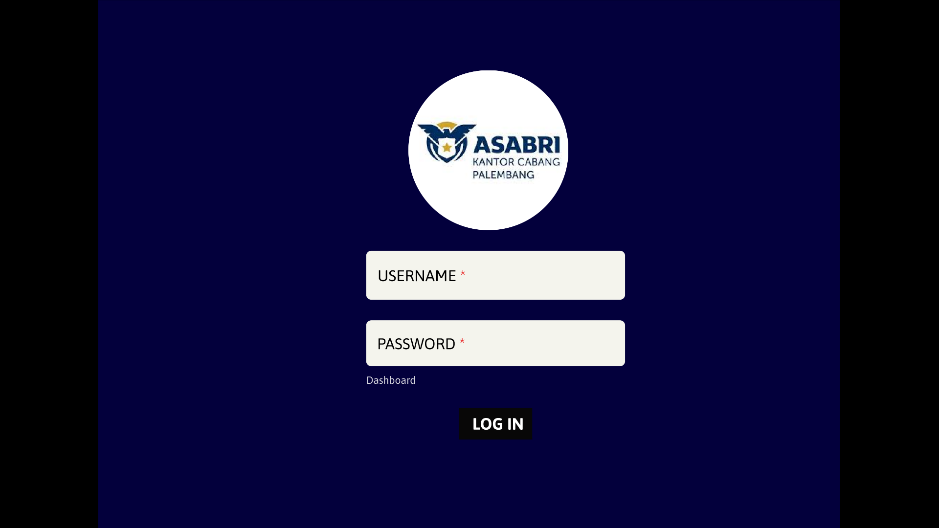 ASABRI
KANTOR CABANG
PALEMBANG
USERNAME *
PASSWORD *
Dashboard
LOG IN